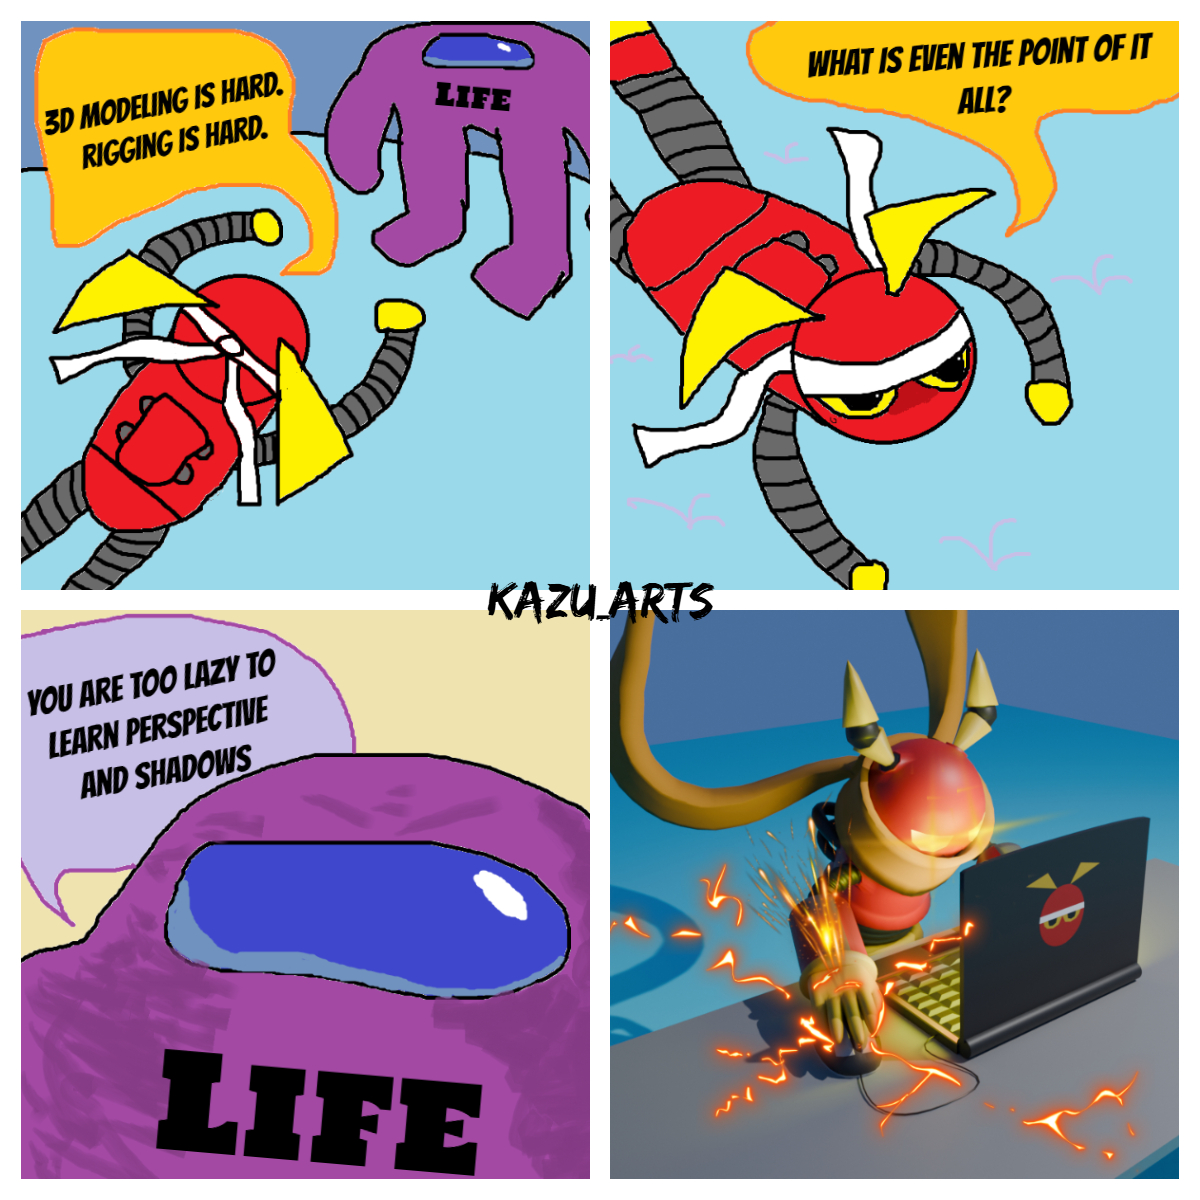 3D MODELING IS HARD.
RIGGING IS HARD.
LIFE
WHAT IS EVEN THE POINT OF IT
ALL?
KAZU_ARTS
YOU ARE TOO LAZY TO
LEARN PERSPECTIVE
AND SHADOWS
LIFE